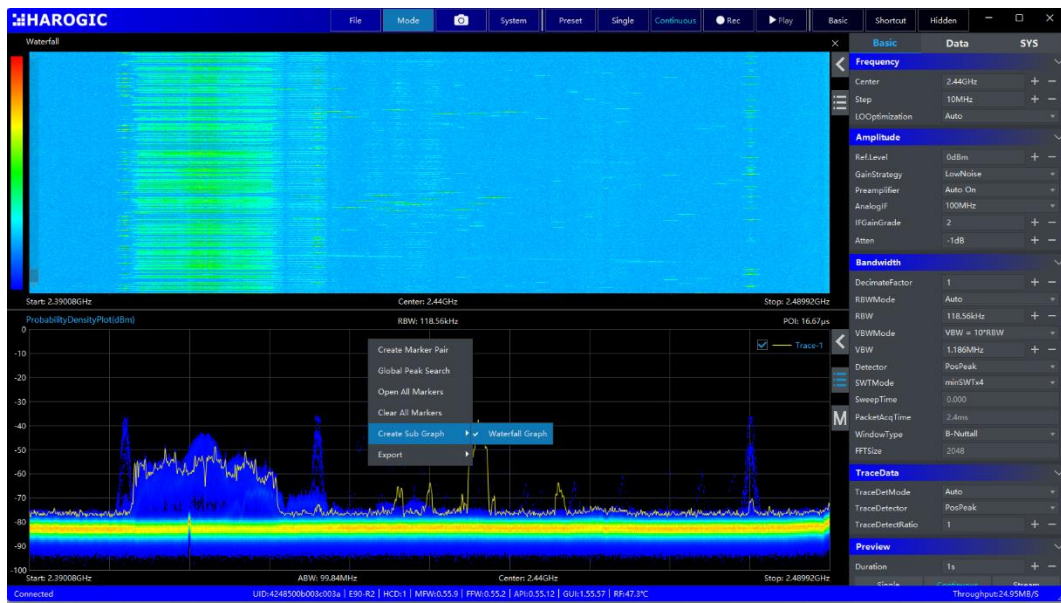 HAROGIC File Mode System Preset Single Continuous Rec Play Basic Shortcut Hidden
Waterfall
Start: 2.39008GHz Center: 2.44GHz Stop: 2.48992GHz
ProbabilityDensityPlot(dBm) RBW: 118.56kHz POI: 16.67μs
0
Trace-1
-10
-20
-30
-40
-50
-60
-70
-80
-90
-100
Create Marker Pair
Global Peak Search
Open All Markers
Clear All Markers
Create Sub Graph Waterfall Graph
Export
M
Start: 2.39008GHz ABW: 99.84MHz Center: 2.44GHz Stop: 2.48992GHz
Basic Data SYS
Frequency
Center 2.44GHz + −
Step 10MHz + −
LOOptimization Auto
Amplitude
Ref.Level 0dBm + −
GainStrategy LowNoise
Preamplifier Auto On
AnalogIF 100MHz
IFGainGrade 2 + −
Atten -1dB + −
Bandwidth
DecimateFactor 1 + −
RBWMode Auto
RBW 118.56kHz + −
VBWMode VBW = 10*RBW
VBW 1.186MHz + −
Detector PosPeak
SWTMode minSWTx4
SweepTime 0.000
PacketAcqTime 2.4ms
WindowType B-Nuttall
FFTSize 2048
TraceData
TraceDetMode Auto
TraceDetector PosPeak
TraceDetectRatio 1 + −
Preview
Duration 1s + −
Single Continuous Stream
Connected UID:4248500b003c003a | E90-R2 | HCD:1 | MFW:0.55.9 | FFW:0.55.2 | API:0.55.12 | GUI:1.55.57 | RF:47.3°C Throughput:24.95MB/S